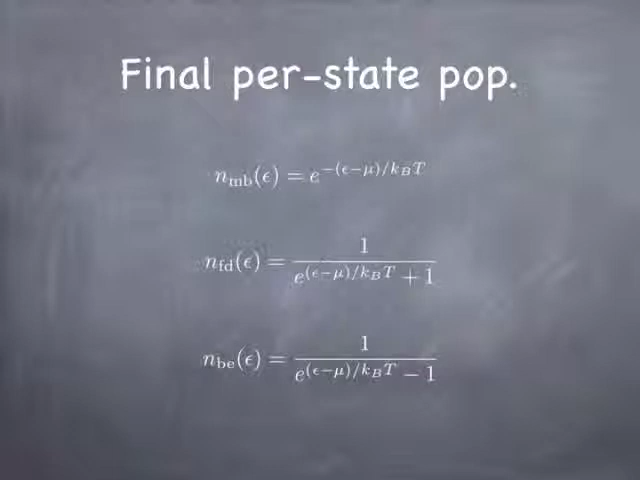 Final per-state pop.
n_mb(ϵ) = e^{-(ϵ-μ)/k_B T}
n_fd(ϵ) = 1 / (e^{(ϵ-μ)/k_B T} + 1)
n_be(ϵ) = 1 / (e^{(ϵ-μ)/k_B T} - 1)